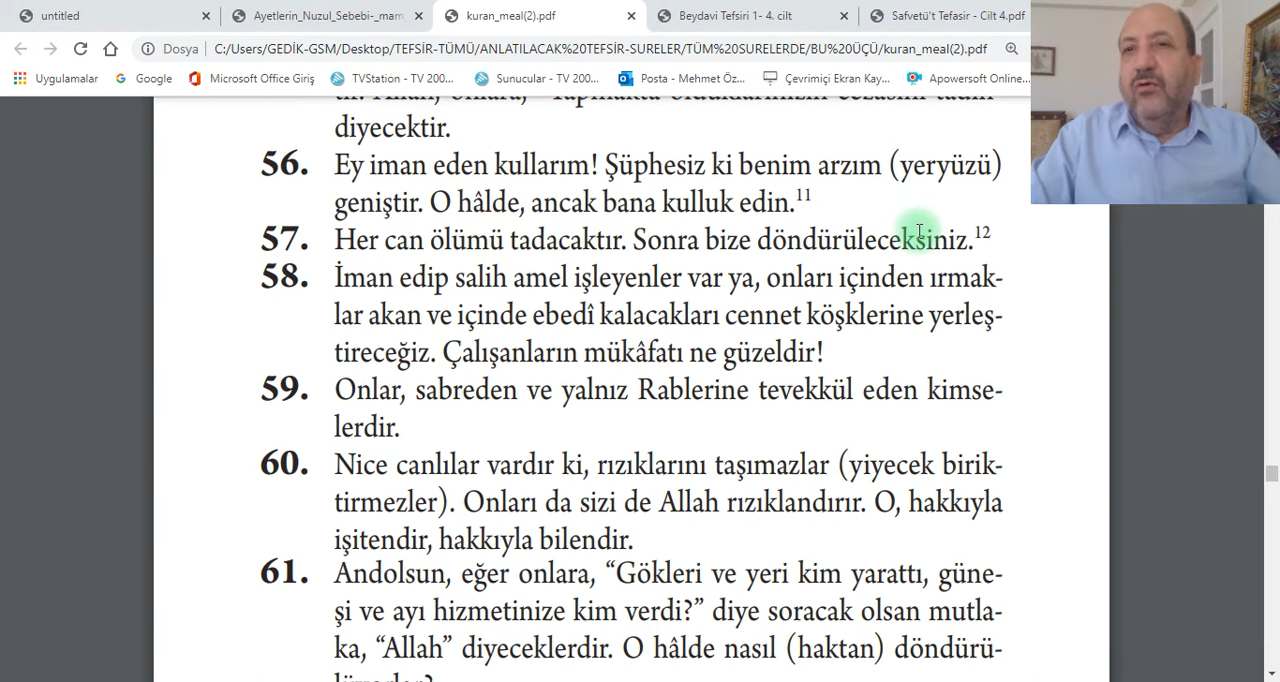 untitled
Ayetlerin_Nuzul_Sebebi-_mam
kuran_meal(2).pdf
Beydavi Tefsiri 1- 4. cilt
Safvetü't Tefasir - Cilt 4.pdf
Dosya
C:/Users/GEDİK-GSM/Desktop/TEFSİR-TÜMÜ/ANLATILACAK%20TEFSİR-SURELER/TÜM%20SURELERDE/BU%20ÜÇÜ/kuran_meal(2).pdf
Uygulamalar
Google
Microsoft Office Giriş
TVStation - TV 200...
Sunucular - TV 200...
Posta - Mehmet Öz...
Çevrimiçi Ekran Kay...
Apowersoft Online...
diyecektir.
56. Ey iman eden kullarım! Şüphesiz ki benim arzım (yeryüzü)
geniştir. O hâlde, ancak bana kulluk edin.11
57. Her can ölümü tadacaktır. Sonra bize döndürüleceksiniz.12
58. İman edip salih amel işleyenler var ya, onları içinden ırmak-
lar akan ve içinde ebedî kalacakları cennet köşklerine yerleş-
tireceğiz. Çalışanların mükâfatı ne güzeldir!
59. Onlar, sabreden ve yalnız Rablerine tevekkül eden kimse-
lerdir.
60. Nice canlılar vardır ki, rızıklarını taşımazlar (yiyecek birik-
tirmezler). Onları da sizi de Allah rızıklandırır. O, hakkıyla
işitendir, hakkıyla bilendir.
61. Andolsun, eğer onlara, “Gökleri ve yeri kim yarattı, güne-
şi ve ayı hizmetinize kim verdi?” diye soracak olsan mutla-
ka, “Allah” diyeceklerdir. O hâlde nasıl (haktan) döndürü-